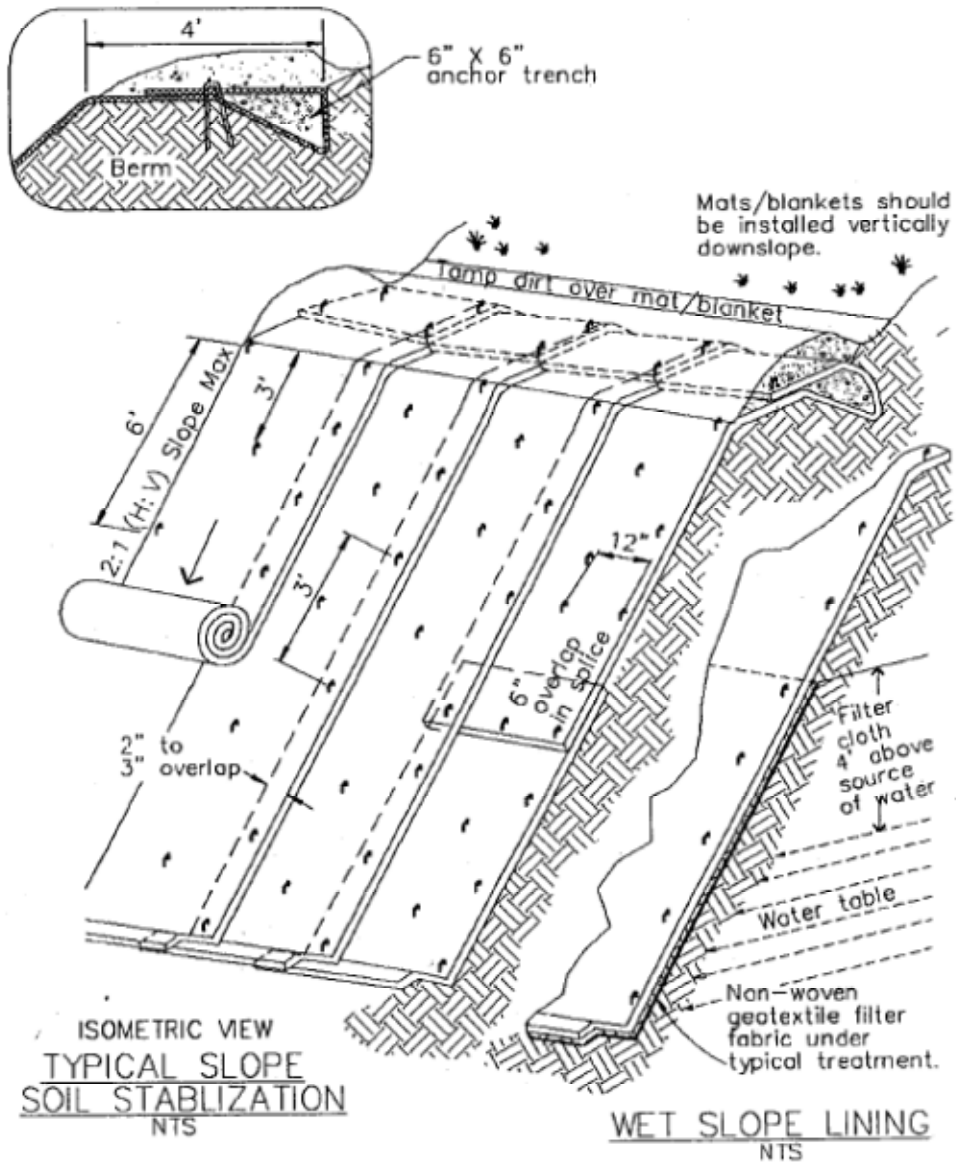 4'
6" X 6"
anchor trench
Berm
Mats/blankets should
be installed vertically
downslope.
Tamp dirt over mat/blanket
6'
2:1 (H:V) Slope Max
3'
3'
12"
6"
overlap
in splice
2" to
3" overlap
Filter
cloth
4' above
source
of water
Water table
Non-woven
geotextile filter
fabric under
typical treatment.
ISOMETRIC VIEW
TYPICAL SLOPE
SOIL STABLIZATION
NTS
WET SLOPE LINING
NTS